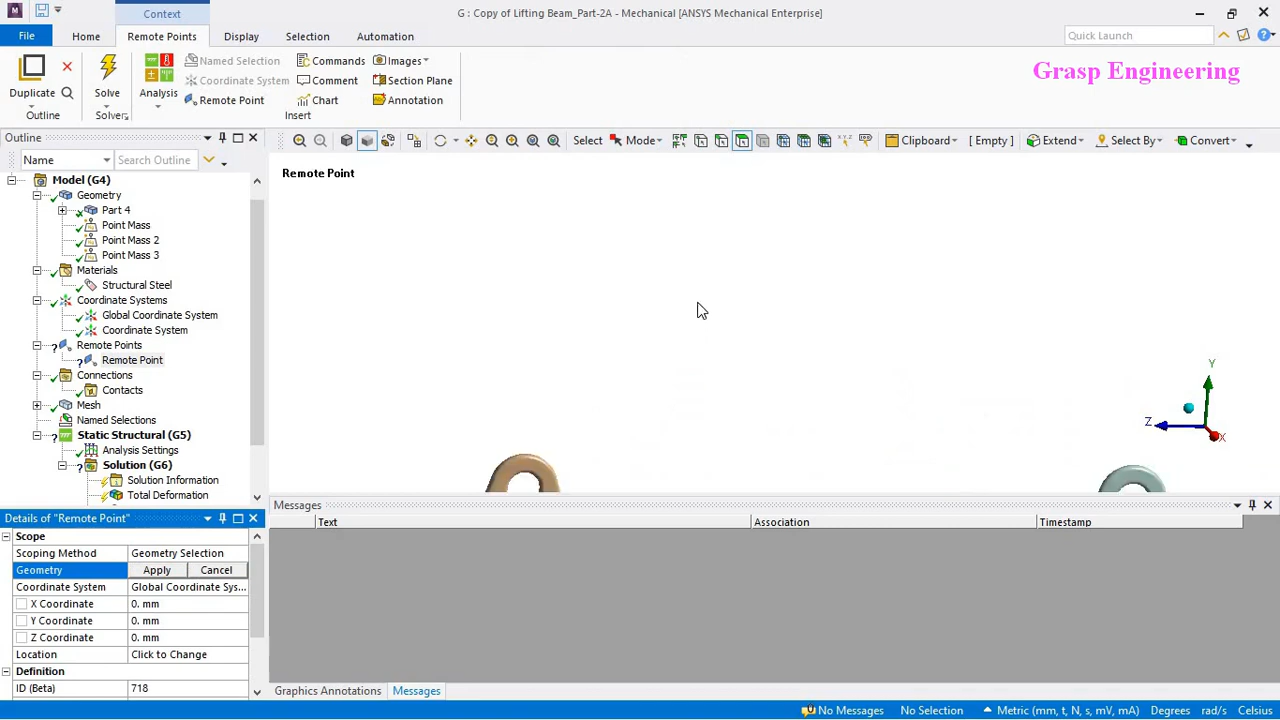 Context
G : Copy of Lifting Beam_Part-2A - Mechanical [ANSYS Mechanical Enterprise]
File
Home
Remote Points
Display
Selection
Automation
Quick Launch
Duplicate
Outline
Solve
Solver
Analysis
Named Selection
Coordinate System
Remote Point
Commands
Comment
Chart
Images
Section Plane
Annotation
Insert
Grasp Engineering
Outline
Name
Search Outline
Select
Mode
Clipboard
[ Empty ]
Extend
Select By
Convert
Model (G4)
Geometry
Part 4
Point Mass
Point Mass 2
Point Mass 3
Materials
Structural Steel
Coordinate Systems
Global Coordinate System
Coordinate System
Remote Points
Remote Point
Connections
Contacts
Mesh
Named Selections
Static Structural (G5)
Analysis Settings
Solution (G6)
Solution Information
Total Deformation
Remote Point
Y
Z
X
Details of "Remote Point"
Scope
Scoping Method Geometry Selection
Geometry Apply Cancel
Coordinate System Global Coordinate Sys...
X Coordinate 0. mm
Y Coordinate 0. mm
Z Coordinate 0. mm
Location Click to Change
Definition
ID (Beta) 718
Messages
Text Association Timestamp
Graphics Annotations Messages
No Messages No Selection Metric (mm, t, N, s, mV, mA) Degrees rad/s Celsius